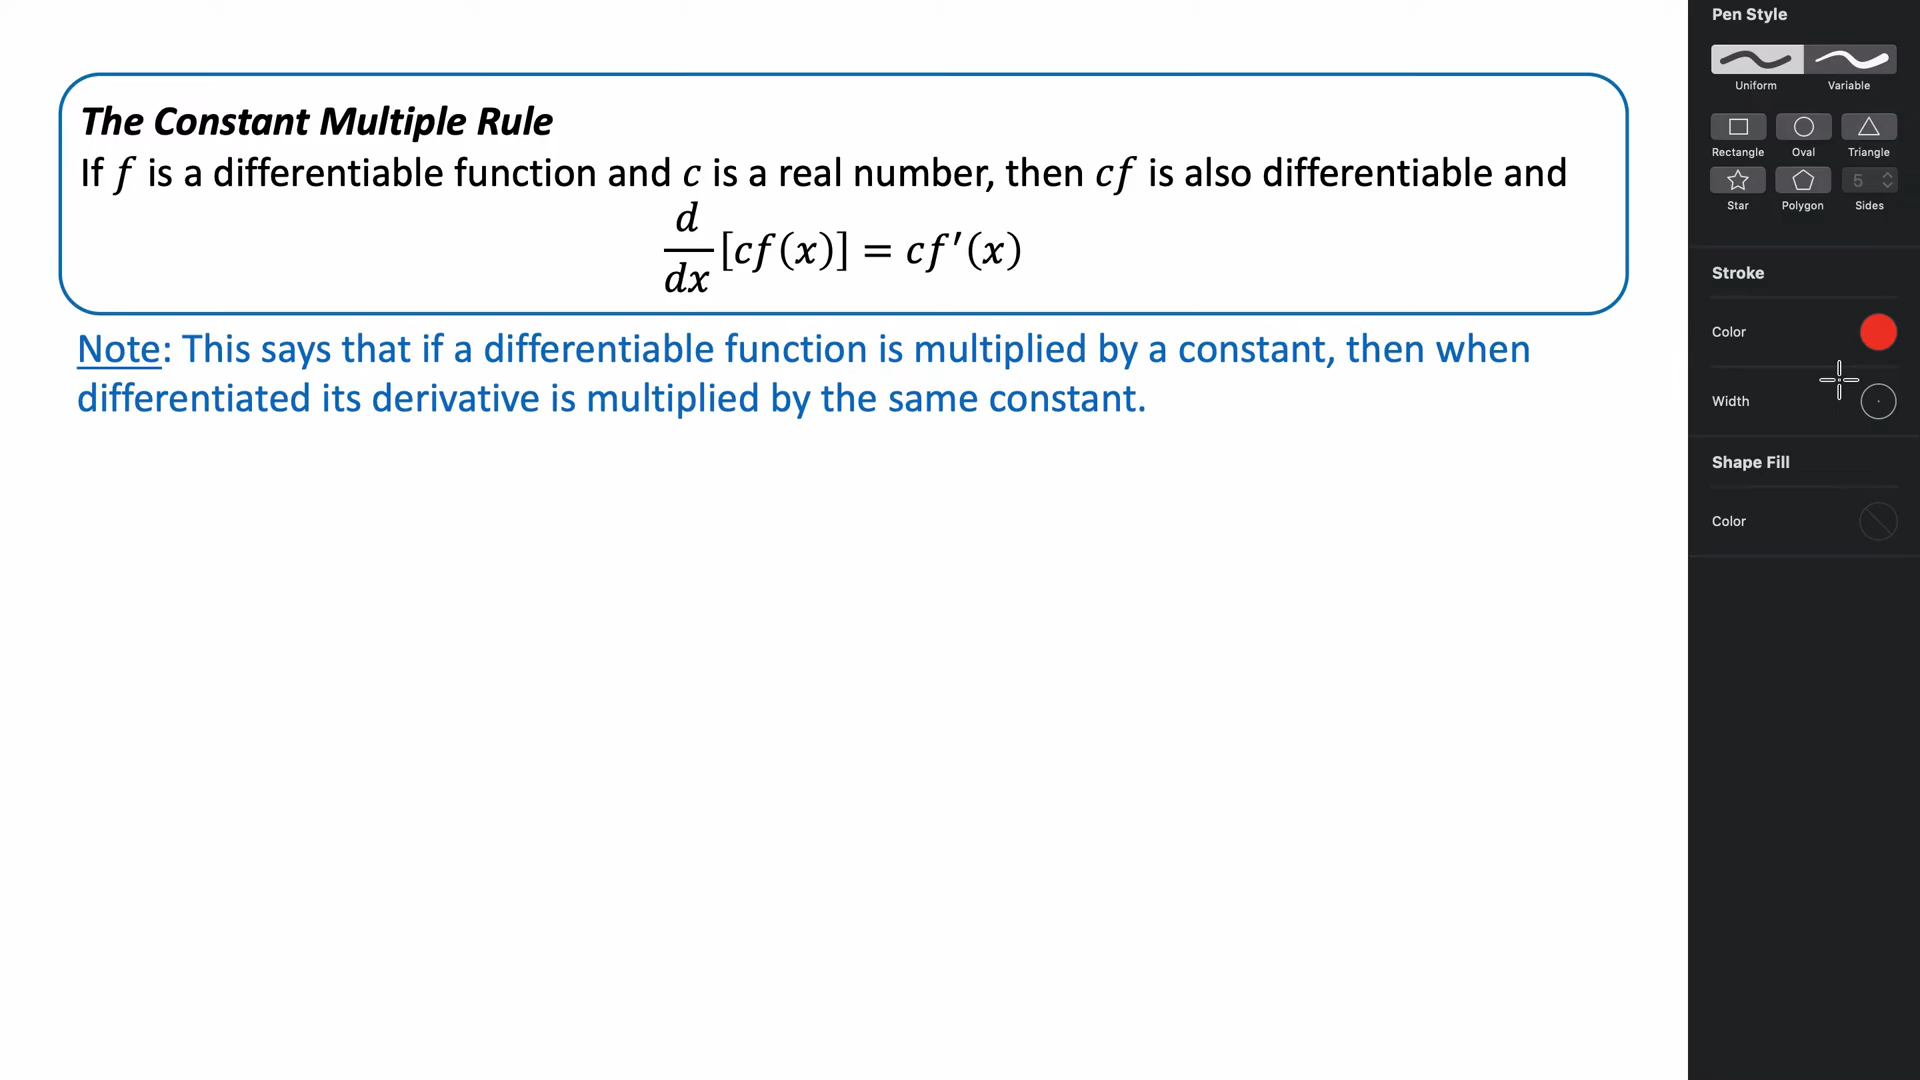 The Constant Multiple Rule
If f is a differentiable function and c is a real number, then cf is also differentiable and
d/dx [cf(x)] = cf′(x)
Note: This says that if a differentiable function is multiplied by a constant, then when
differentiated its derivative is multiplied by the same constant.
Pen Style
Uniform Variable
Rectangle Oval Triangle
5
Star Polygon Sides
Stroke
Color
Width
Shape Fill
Color